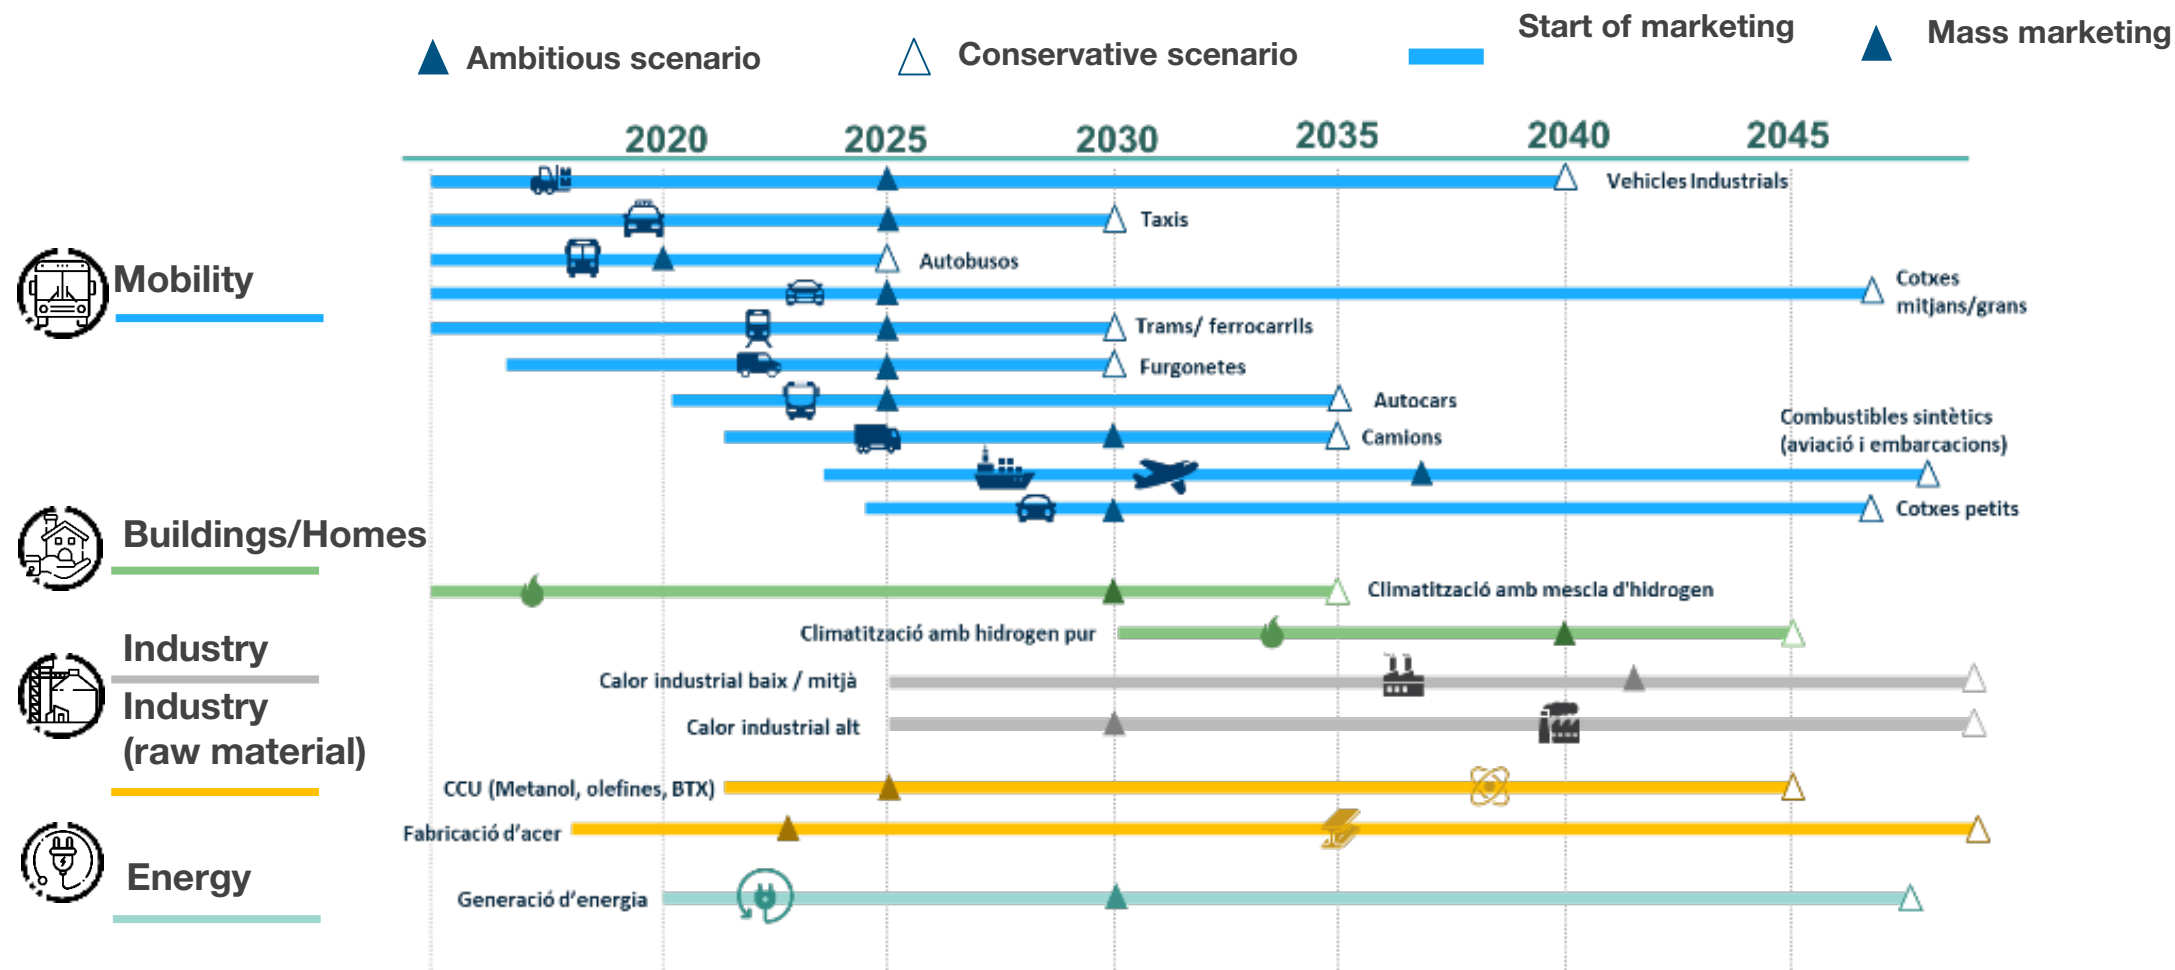 Ambitious scenario
Conservative scenario
Start of marketing
Mass marketing
2020
2025
2030
2035
2040
2045
Vehicles Industrials
Taxis
Autobusos
Mobility
Cotxes
mitjans/grans
Trams/ ferrocarrils
Furgonetes
Autocars
Camions
Combustibles sintètics
(aviació i embarcacions)
Cotxes petits
Buildings/Homes
Climatització amb mescla d'hidrogen
Climatització amb hidrogen pur
Industry
Calor industrial baix / mitjà
Industry
(raw material)
Calor industrial alt
CCU (Metanol, olefines, BTX)
Fabricació d'acer
Energy
Generació d'energia